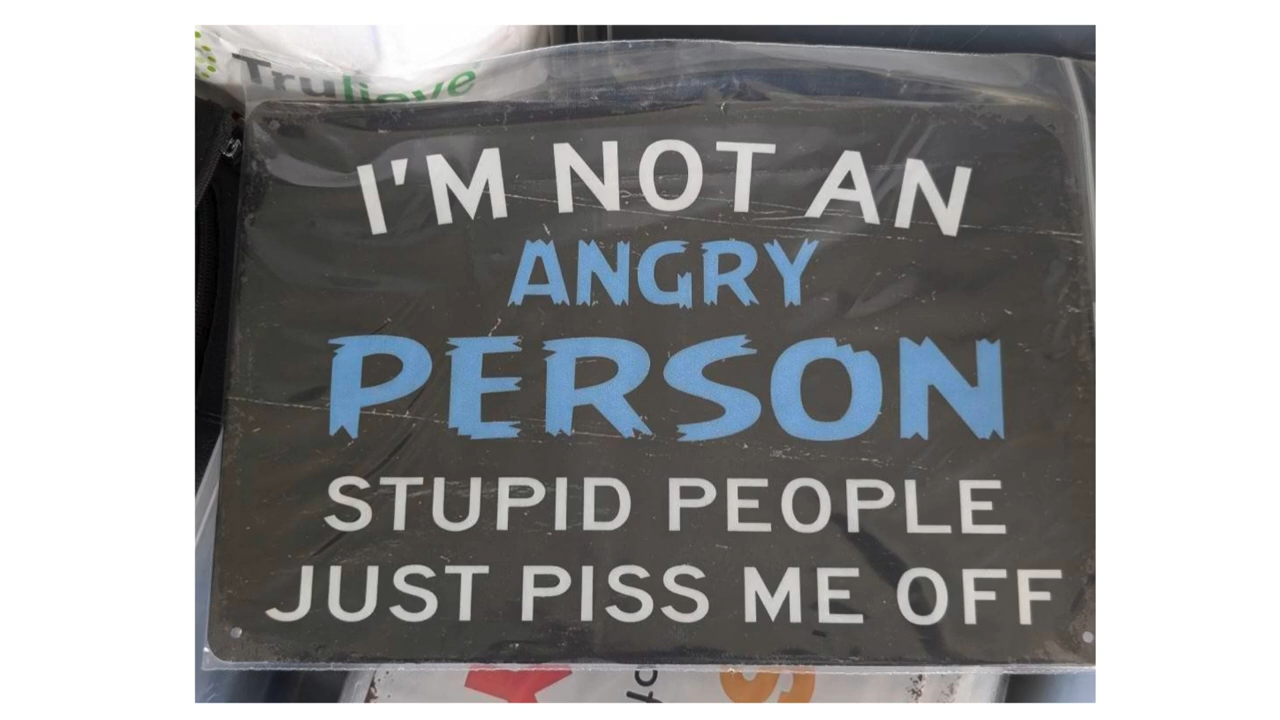 Trulieve
I'M NOT AN
ANGRY
PERSON
STUPID PEOPLE
JUST PISS ME OFF